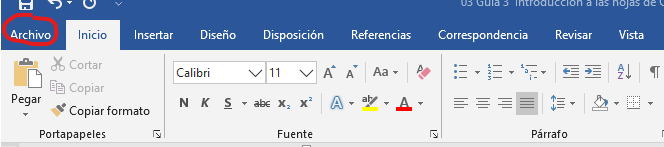 03 Guía 3 Introducción a las hojas de
Archivo Inicio Insertar Diseño Disposición Referencias Correspondencia Revisar Vista
Cortar
Copiar
Copiar formato
Pegar
Calibri 11 A A Aa A
N K S abc x₂ x² A ab A
Portapapeles Fuente Párrafo